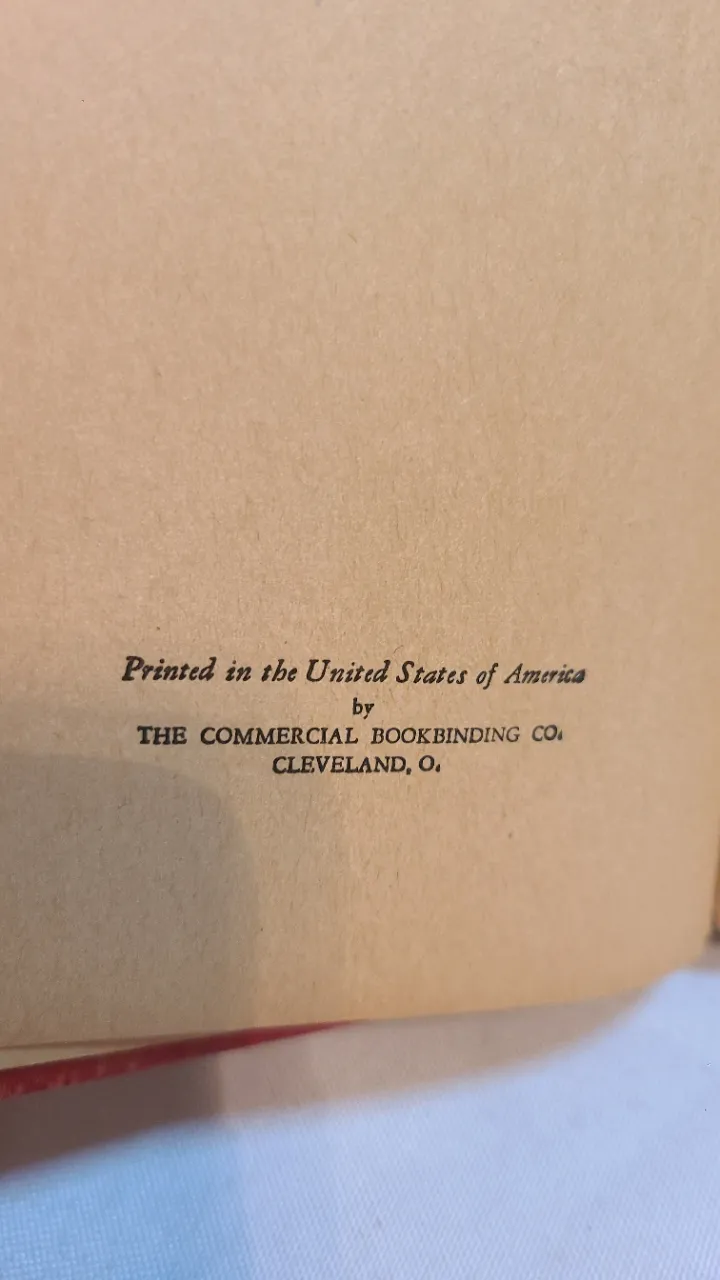 Printed in the United States of America
by
THE COMMERCIAL BOOKBINDING CO.
CLEVELAND, O.